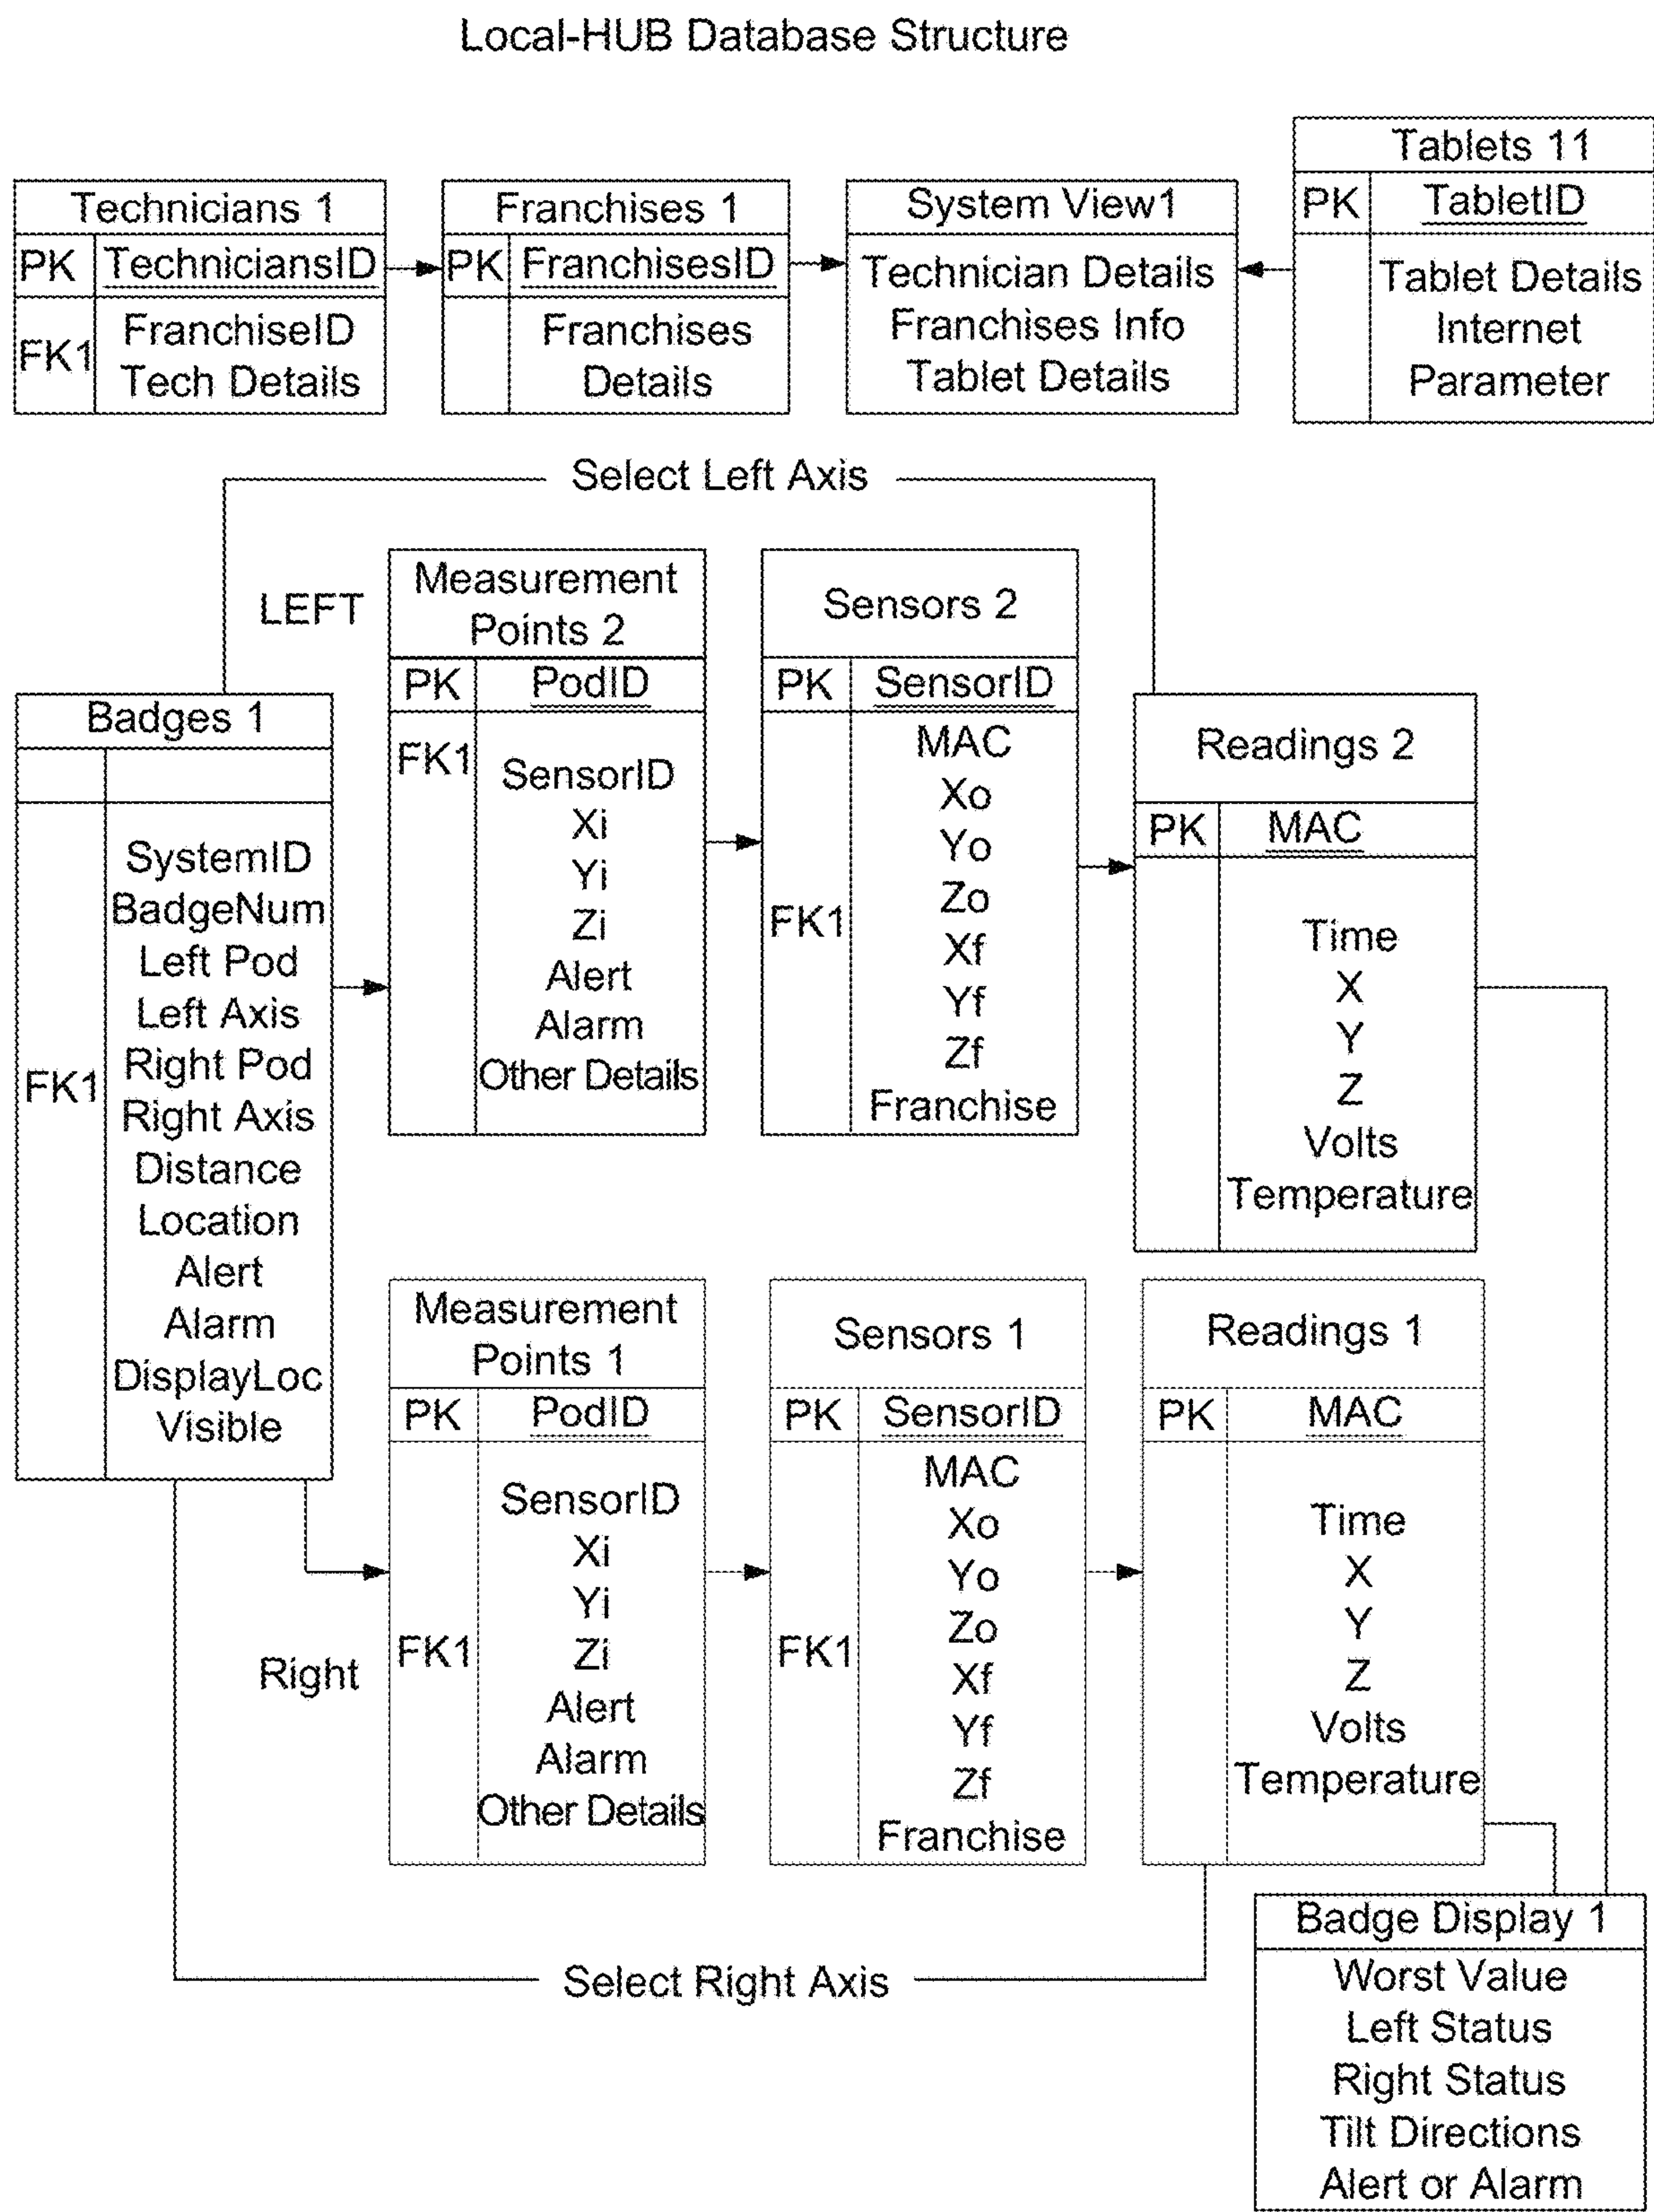 Local-HUB Database Structure
Technicians 1
PK TechniciansID
FK1 FranchiseID
Tech Details
Franchises 1
PK FranchisesID
Franchises
Details
System View1
Technician Details
Franchises Info
Tablet Details
Tablets 11
PK TabletID
Tablet Details
Internet
Parameter
Select Left Axis
LEFT
Badges 1
FK1
SystemID
BadgeNum
Left Pod
Left Axis
Right Pod
Right Axis
Distance
Location
Alert
Alarm
DisplayLoc
Visible
Measurement
Points 2
PK PodID
FK1
SensorID
Xi
Yi
Zi
Alert
Alarm
Other Details
Sensors 2
PK SensorID
FK1
MAC
Xo
Yo
Zo
Xf
Yf
Zf
Franchise
Readings 2
PK MAC
Time
X
Y
Z
Volts
Temperature
Right
Measurement
Points 1
PK PodID
FK1
SensorID
Xi
Yi
Zi
Alert
Alarm
Other Details
Sensors 1
PK SensorID
FK1
MAC
Xo
Yo
Zo
Xf
Yf
Zf
Franchise
Readings 1
PK MAC
Time
X
Y
Z
Volts
Temperature
Select Right Axis
Badge Display 1
Worst Value
Left Status
Right Status
Tilt Directions
Alert or Alarm